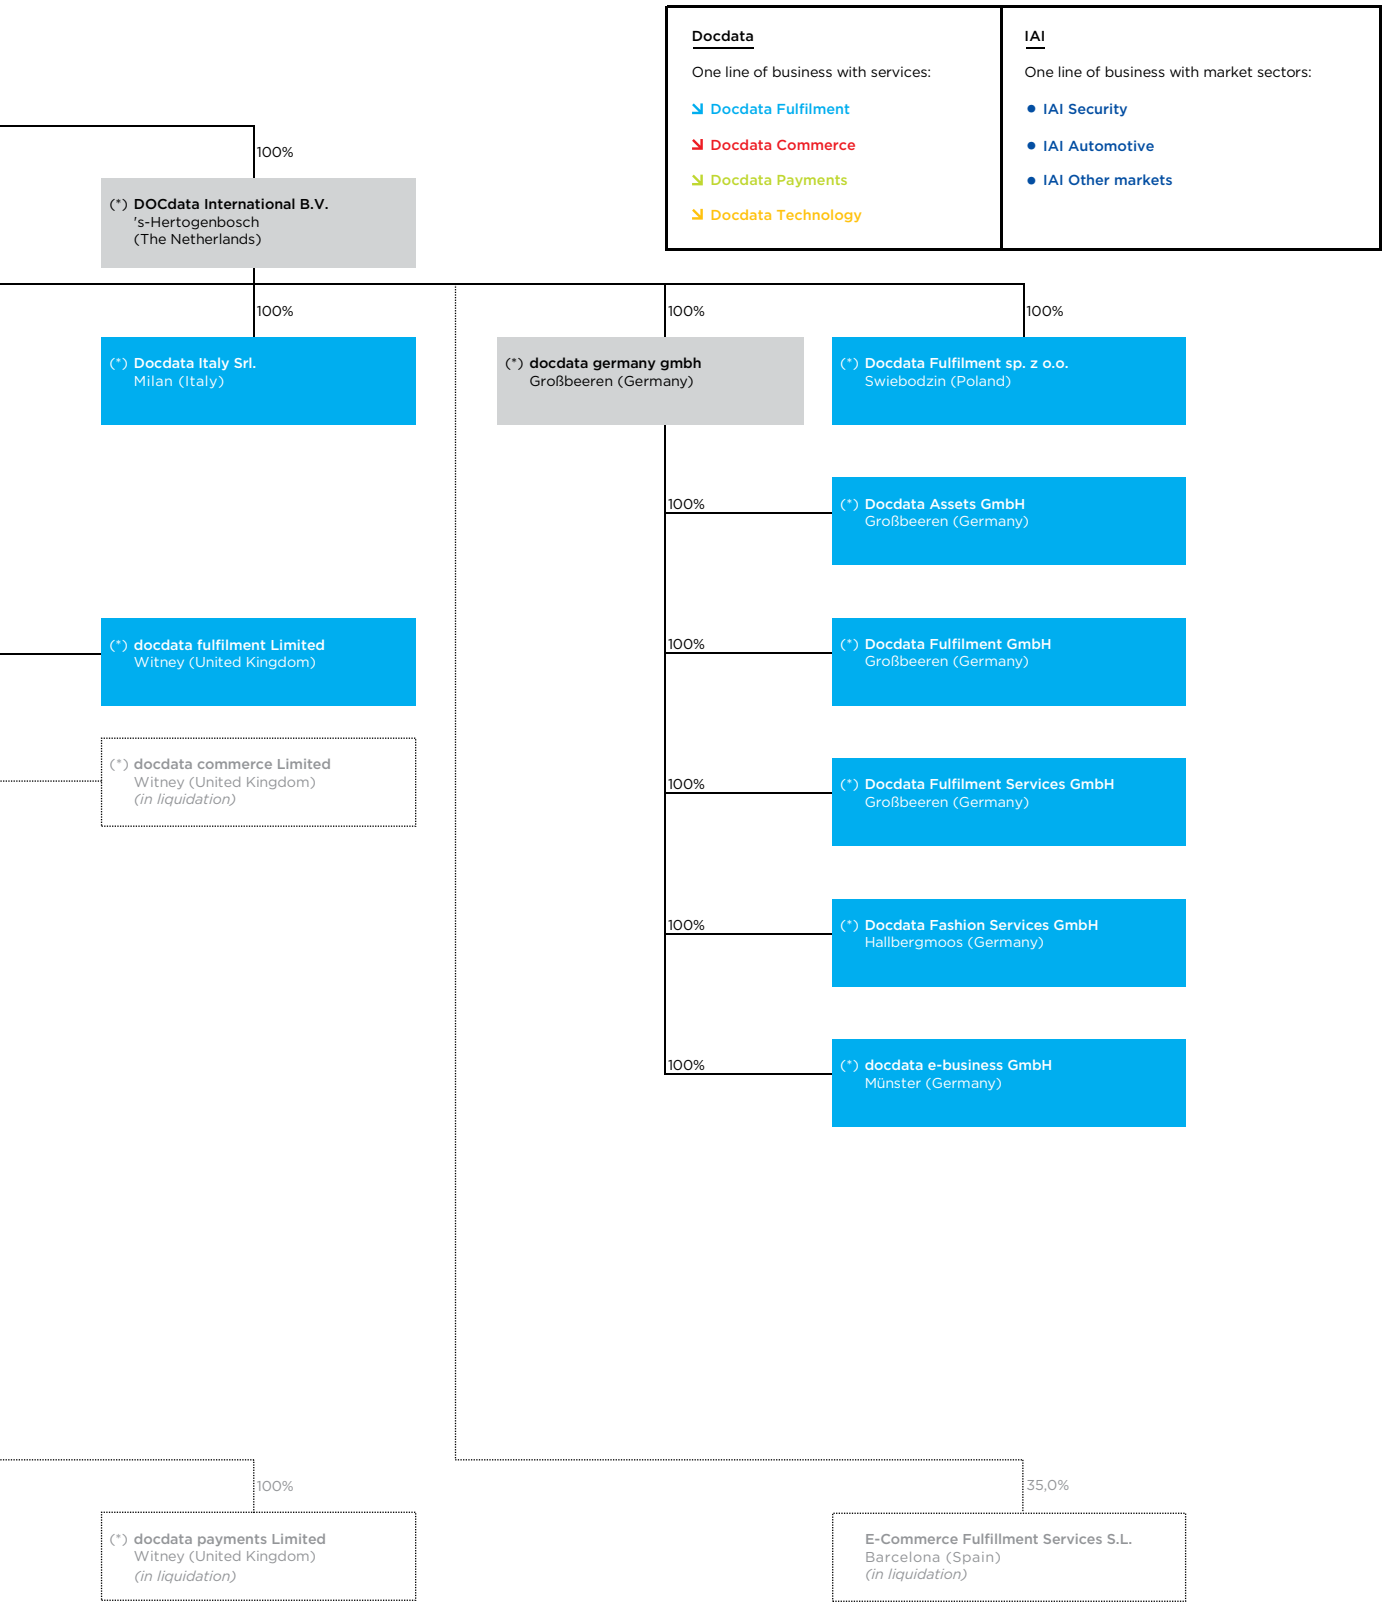 Docdata
One line of business with services:
Docdata Fulfilment
Docdata Commerce
Docdata Payments
Docdata Technology
IAI
One line of business with market sectors:
• IAI Security
• IAI Automotive
• IAI Other markets
100%
(*) DOCdata International B.V.
's-Hertogenbosch
(The Netherlands)
100%
100%
100%
(*) Docdata Italy Srl.
Milan (Italy)
(*) docdata germany gmbh
Großbeeren (Germany)
(*) Docdata Fulfilment sp. z o.o.
Swiebodzin (Poland)
100%
(*) Docdata Assets GmbH
Großbeeren (Germany)
(*) docdata fulfilment Limited
Witney (United Kingdom)
100%
(*) Docdata Fulfilment GmbH
Großbeeren (Germany)
(*) docdata commerce Limited
Witney (United Kingdom)
(in liquidation)
100%
(*) Docdata Fulfilment Services GmbH
Großbeeren (Germany)
100%
(*) Docdata Fashion Services GmbH
Hallbergmoos (Germany)
100%
(*) docdata e-business GmbH
Münster (Germany)
100%
35,0%
(*) docdata payments Limited
Witney (United Kingdom)
(in liquidation)
E-Commerce Fulfillment Services S.L.
Barcelona (Spain)
(in liquidation)